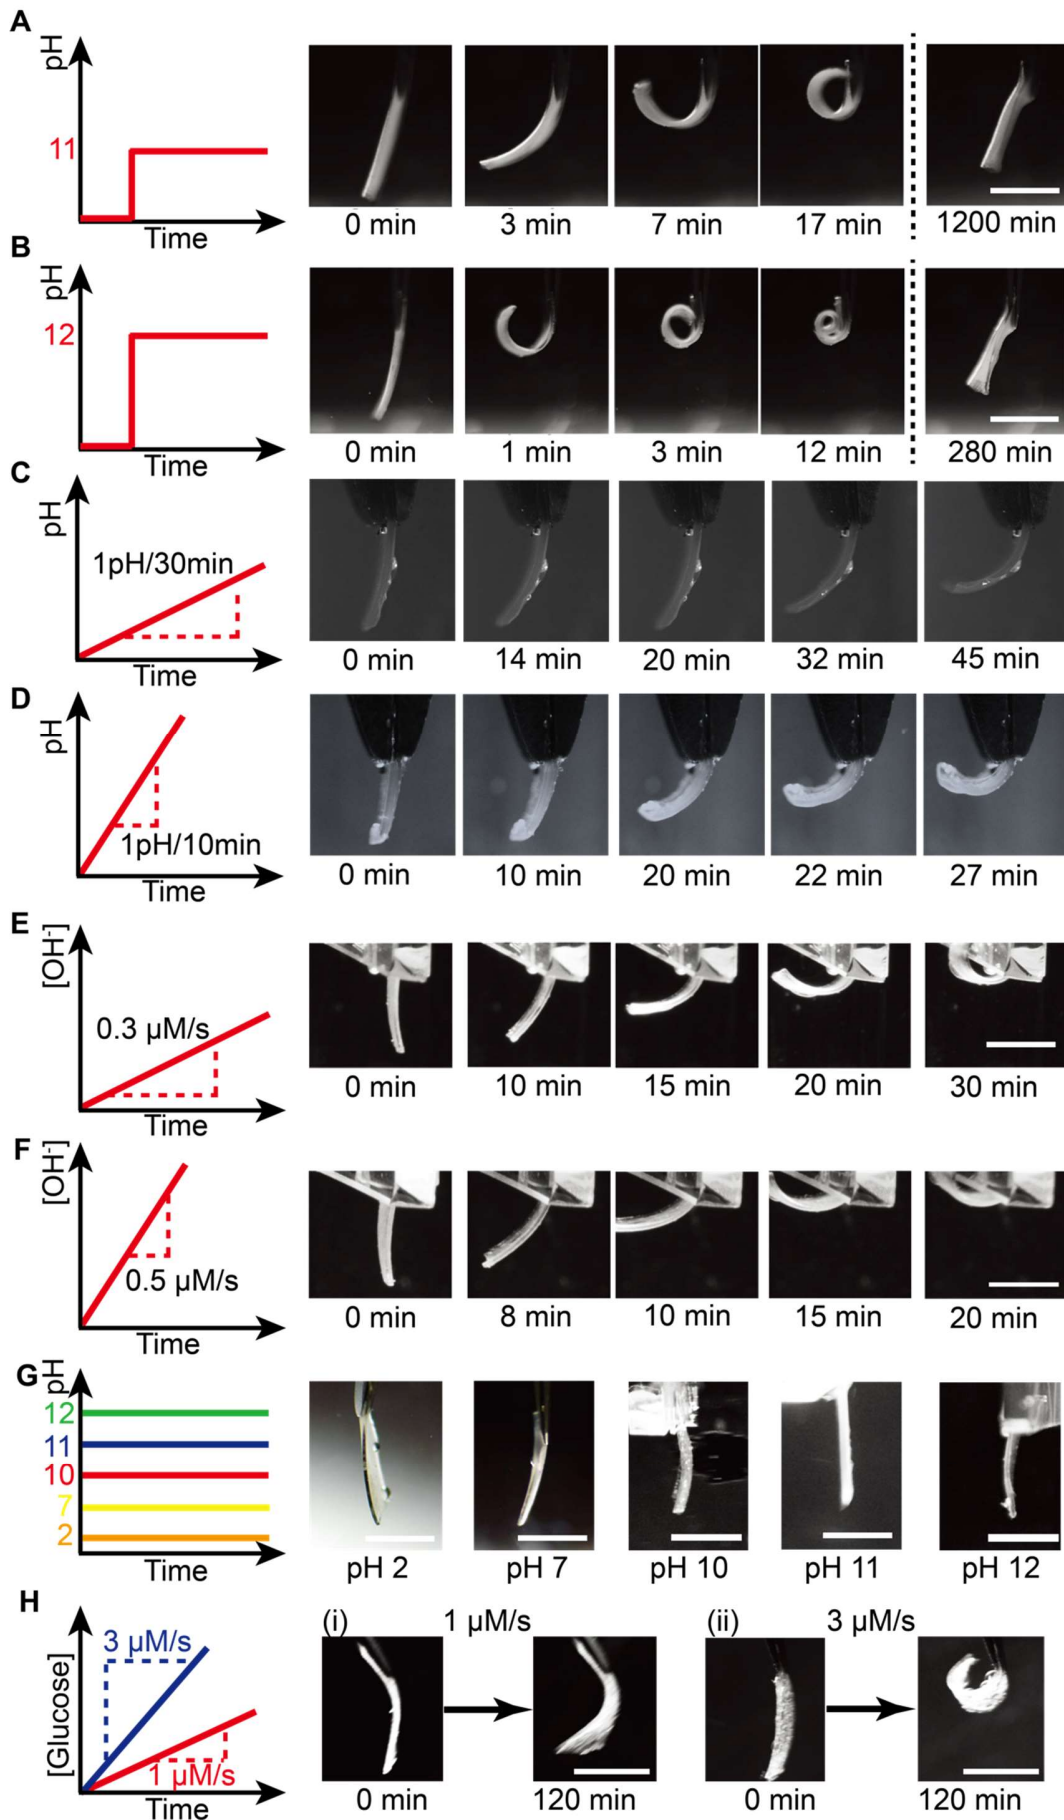 A
pH
11
Time
0 min
3 min
7 min
17 min
1200 min
B
pH
12
Time
0 min
1 min
3 min
12 min
280 min
C
pH
1pH/30min
Time
0 min
14 min
20 min
32 min
45 min
D
pH
1pH/10min
Time
0 min
10 min
20 min
22 min
27 min
E
[OH-]
0.3 µM/s
Time
0 min
10 min
15 min
20 min
30 min
F
[OH-]
0.5 µM/s
Time
0 min
8 min
10 min
15 min
20 min
G
pH
12
11
10
7
2
Time
pH 2
pH 7
pH 10
pH 11
pH 12
H
[Glucose]
3 µM/s
1 µM/s
Time
(i)
1 µM/s
0 min
120 min
(ii)
3 µM/s
0 min
120 min